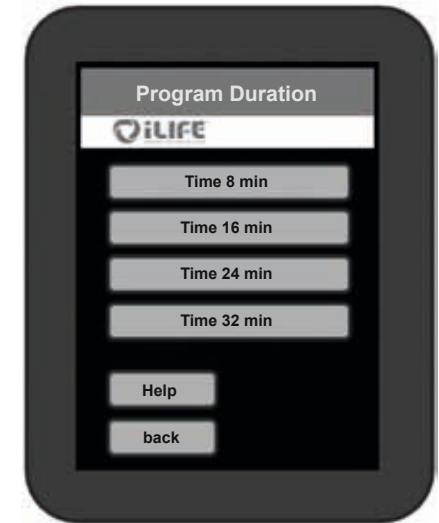 Program Duration
iLIFE
Time 8 min
Time 16 min
Time 24 min
Time 32 min
Help
back